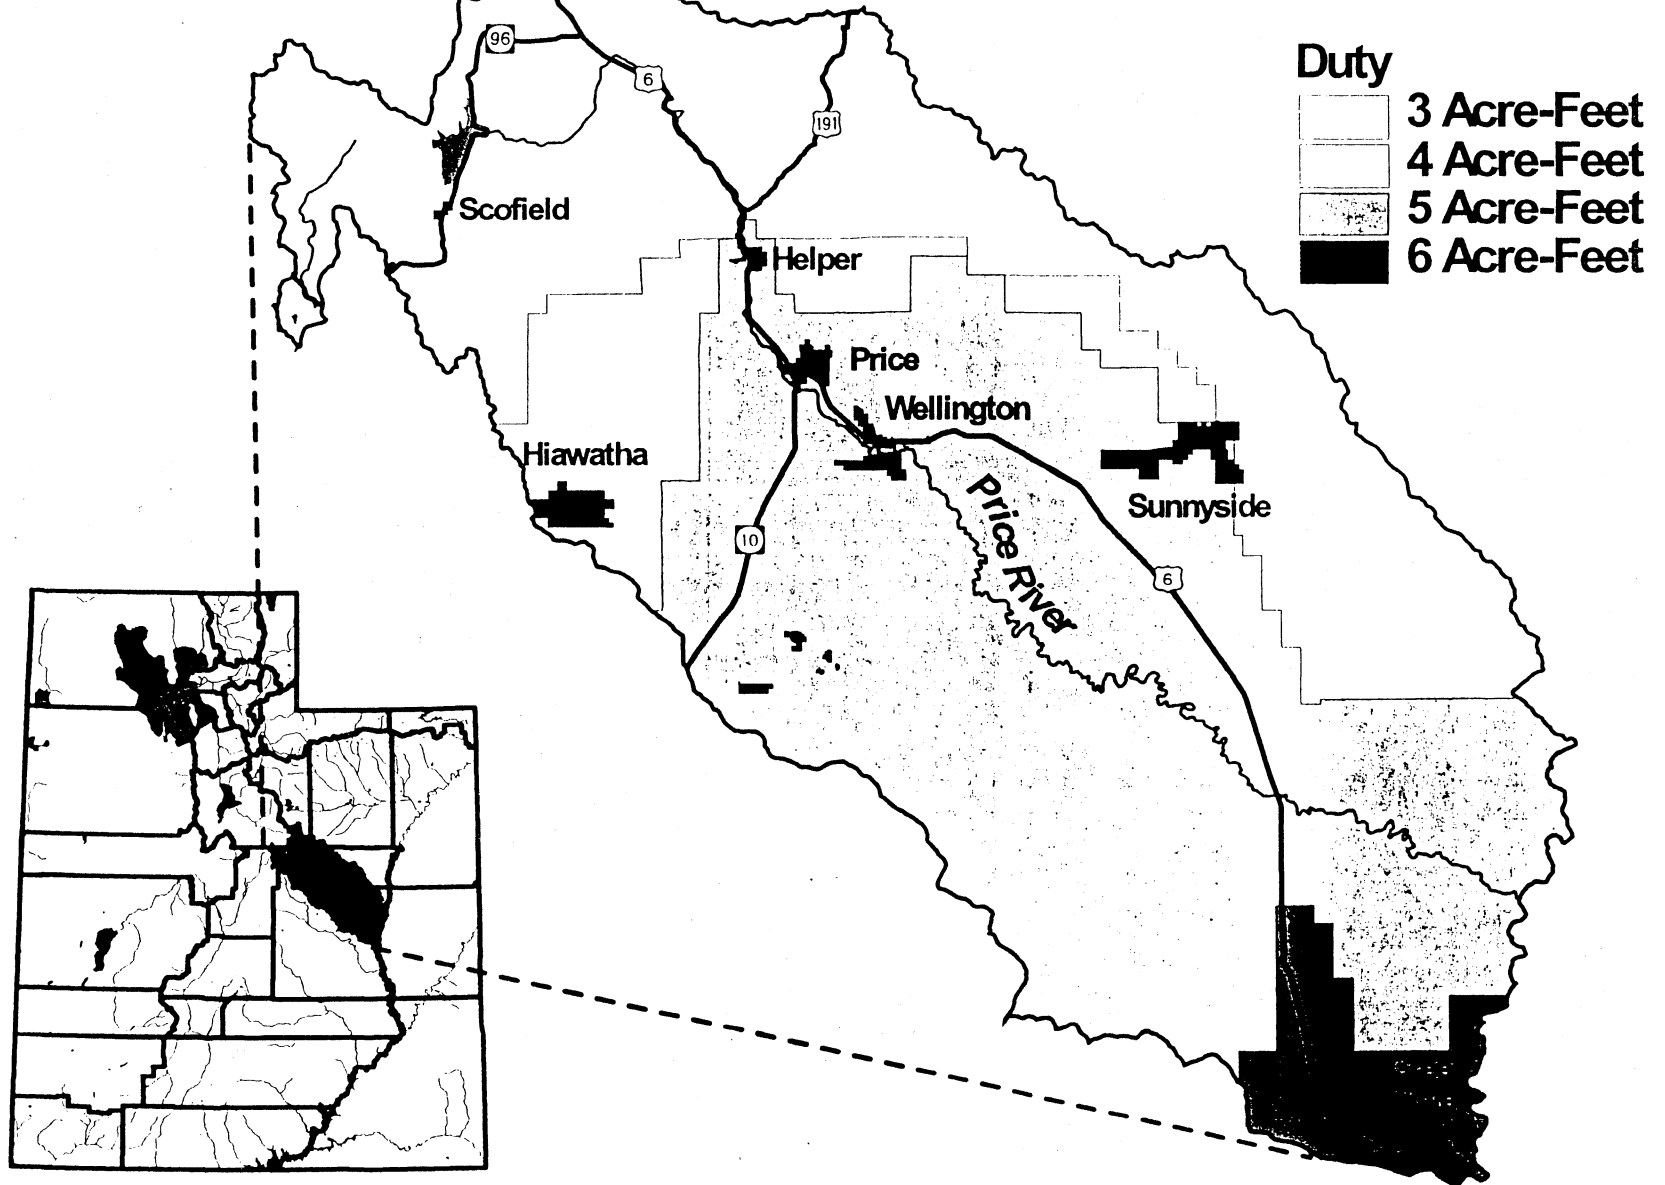 96
6
191
Duty
3 Acre-Feet
4 Acre-Feet
5 Acre-Feet
6 Acre-Feet
Scofield
Helper
Price
Wellington
Hiawatha
Sunnyside
Price River
10
6